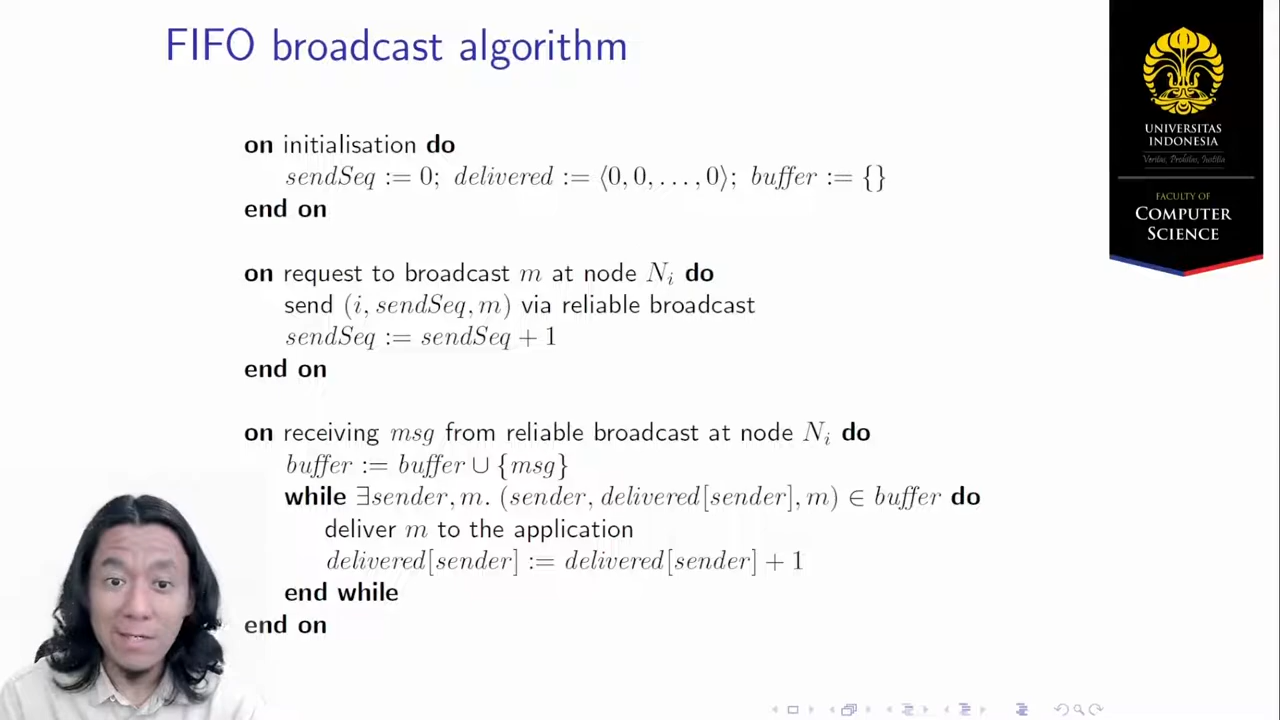 FIFO broadcast algorithm
on initialisation do
sendSeq := 0; delivered := ⟨0, 0, . . . , 0⟩; buffer := {}
end on
on request to broadcast m at node Nᵢ do
send (i, sendSeq, m) via reliable broadcast
sendSeq := sendSeq + 1
end on
on receiving msg from reliable broadcast at node Nᵢ do
buffer := buffer ∪ {msg}
while ∃sender, m. (sender, delivered[sender], m) ∈ buffer do
deliver m to the application
delivered[sender] := delivered[sender] + 1
end while
end on
UNIVERSITAS
INDONESIA
Veritas, Probitas, Iustitia
FACULTY OF
COMPUTER
SCIENCE